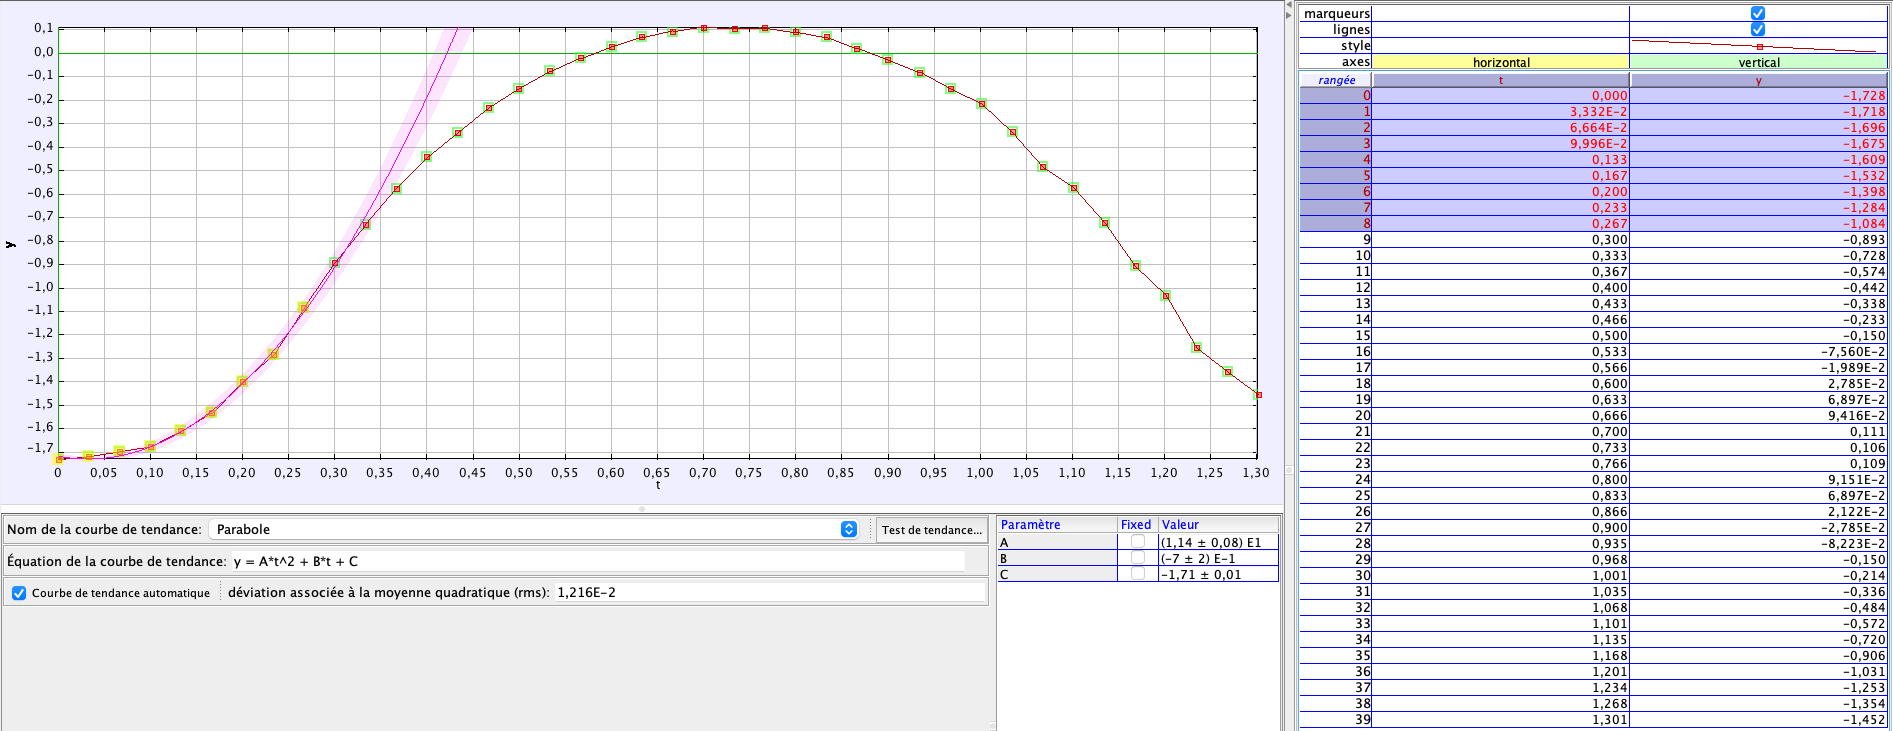 0,1
0,0
-0,1
-0,2
-0,3
-0,4
-0,5
-0,6
-0,7
-0,8
-0,9
-1,0
-1,1
-1,2
-1,3
-1,4
-1,5
-1,6
-1,7
y
0 0,05 0,10 0,15 0,20 0,25 0,30 0,35 0,40 0,45 0,50 0,55 0,60 0,65 0,70 0,75 0,80 0,85 0,90 0,95 1,00 1,05 1,10 1,15 1,20 1,25 1,30
t
Nom de la courbe de tendance: Parabole Test de tendance...
Équation de la courbe de tendance: y = A*t^2 + B*t + C
Courbe de tendance automatique déviation associée à la moyenne quadratique (rms): 1,216E-2
Paramètre Fixed Valeur
A (1,14 ± 0,08) E1
B (-7 ± 2) E-1
C -1,71 ± 0,01
marqueurs
lignes
style
axes horizontal vertical
rangée t y
0 0,000 -1,728
1 3,332E-2 -1,718
2 6,664E-2 -1,696
3 9,996E-2 -1,675
4 0,133 -1,609
5 0,167 -1,532
6 0,200 -1,398
7 0,233 -1,284
8 0,267 -1,084
9 0,300 -0,893
10 0,333 -0,728
11 0,367 -0,574
12 0,400 -0,442
13 0,433 -0,338
14 0,466 -0,233
15 0,500 -0,150
16 0,533 -7,560E-2
17 0,566 -1,989E-2
18 0,600 2,785E-2
19 0,633 6,897E-2
20 0,666 9,416E-2
21 0,700 0,111
22 0,733 0,106
23 0,766 0,109
24 0,800 9,151E-2
25 0,833 6,897E-2
26 0,866 2,122E-2
27 0,900 -2,785E-2
28 0,935 -8,223E-2
29 0,968 -0,150
30 1,001 -0,214
31 1,035 -0,336
32 1,068 -0,484
33 1,101 -0,572
34 1,135 -0,720
35 1,168 -0,906
36 1,201 -1,031
37 1,234 -1,253
38 1,268 -1,354
39 1,301 -1,452